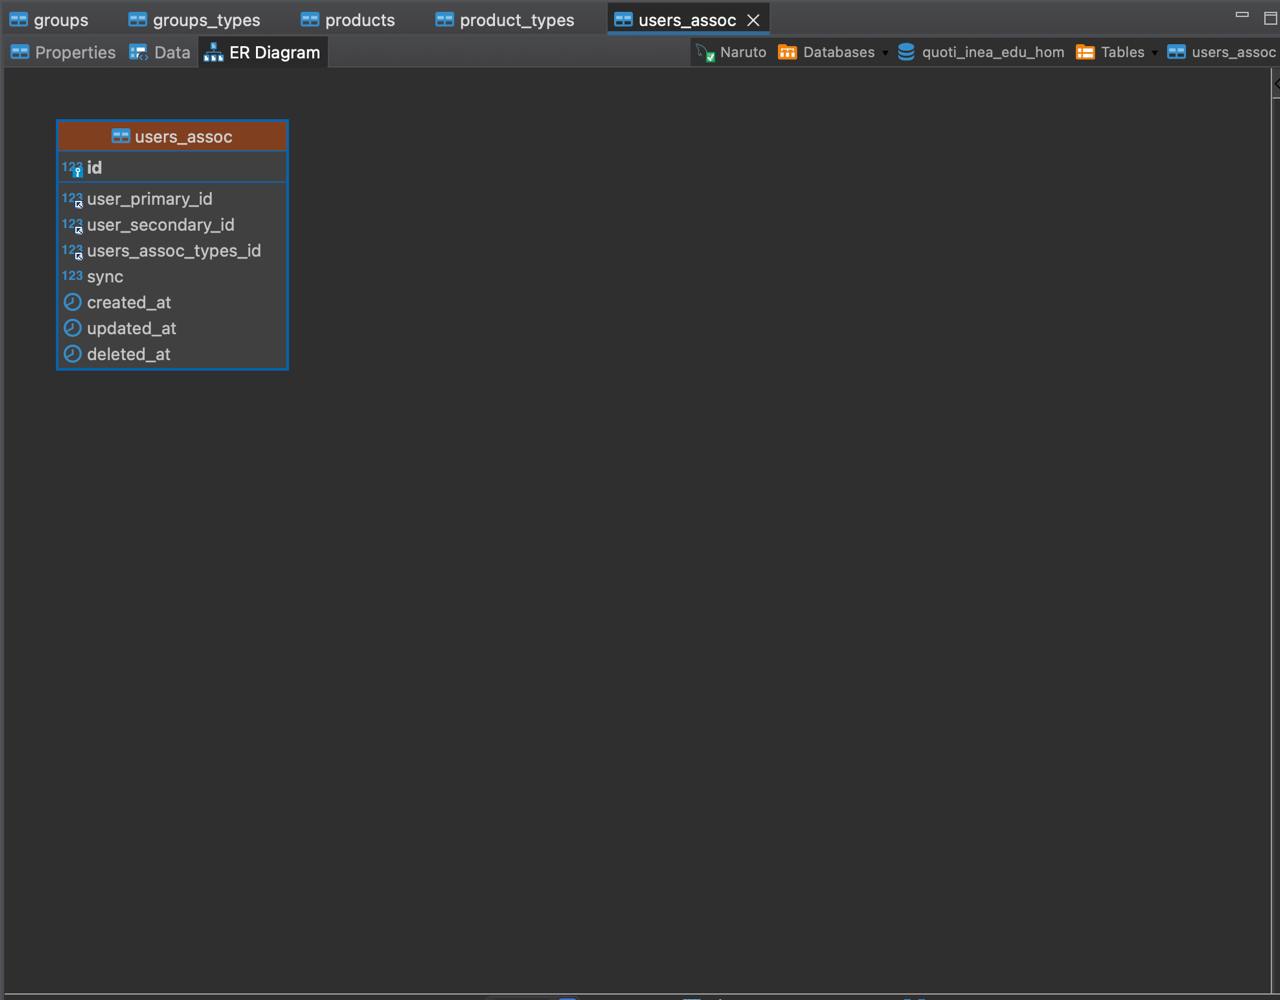 groups groups_types products product_types users_assoc
Properties Data ER Diagram Naruto Databases quoti_inea_edu_hom Tables users_assoc
users_assoc
123 id
123 user_primary_id
123 user_secondary_id
123 users_assoc_types_id
123 sync
created_at
updated_at
deleted_at